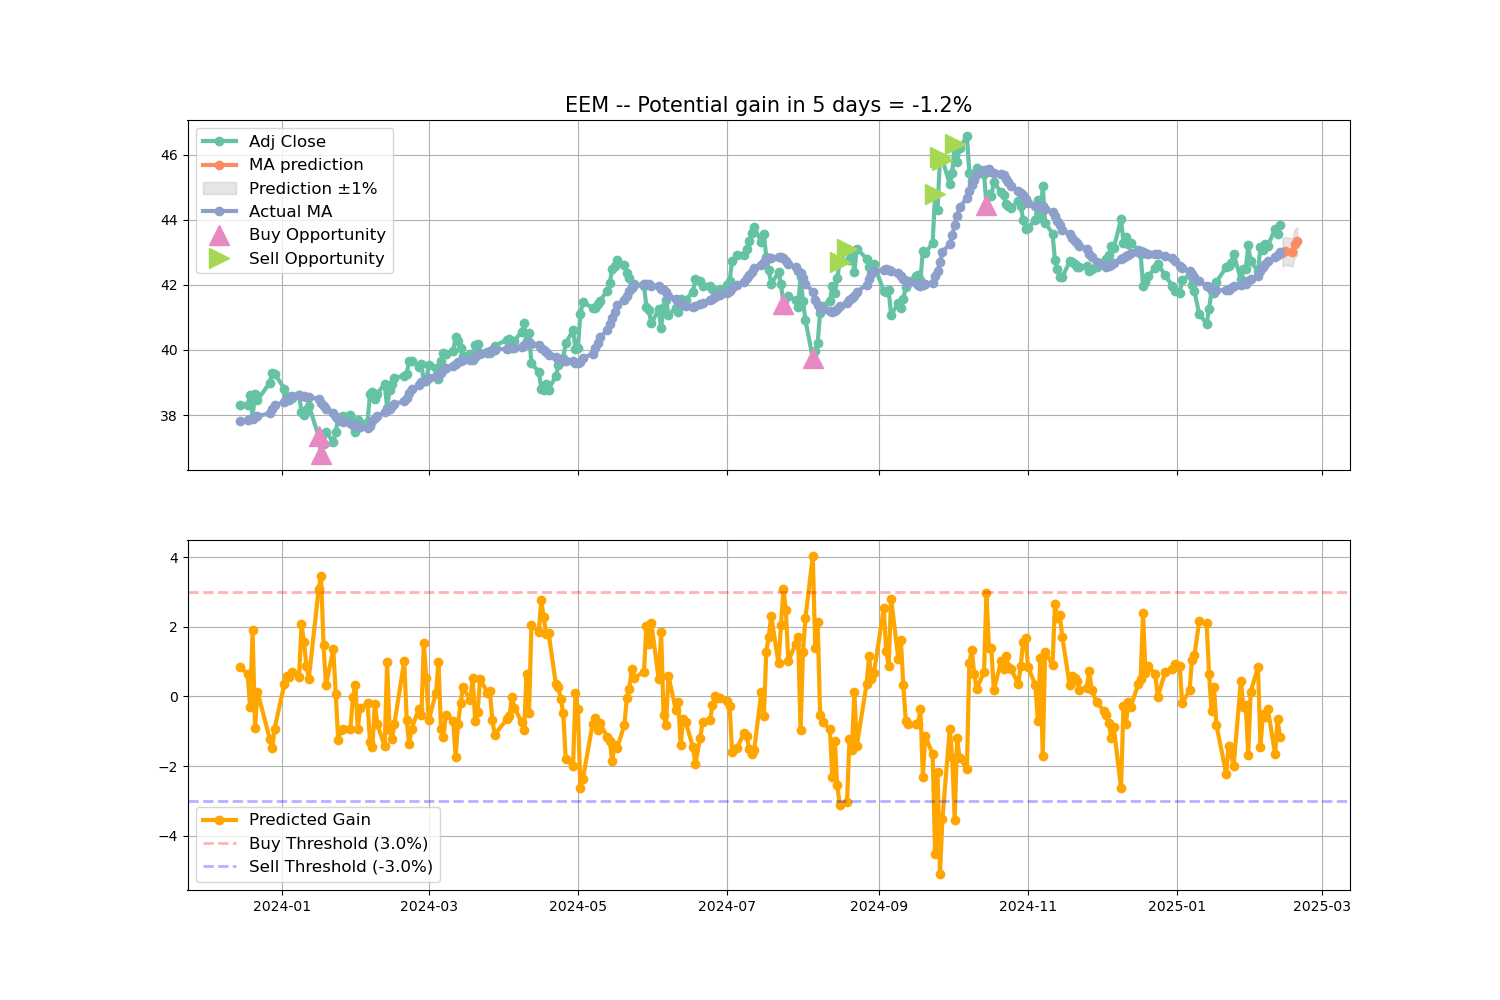 EEM -- Potential gain in 5 days = -1.2%
Adj Close
MA prediction
Prediction ±1%
Actual MA
Buy Opportunity
Sell Opportunity
46
44
42
40
38
4
2
0
−2
−4
Predicted Gain
Buy Threshold (3.0%)
Sell Threshold (-3.0%)
2024-01 2024-03 2024-05 2024-07 2024-09 2024-11 2025-01 2025-03